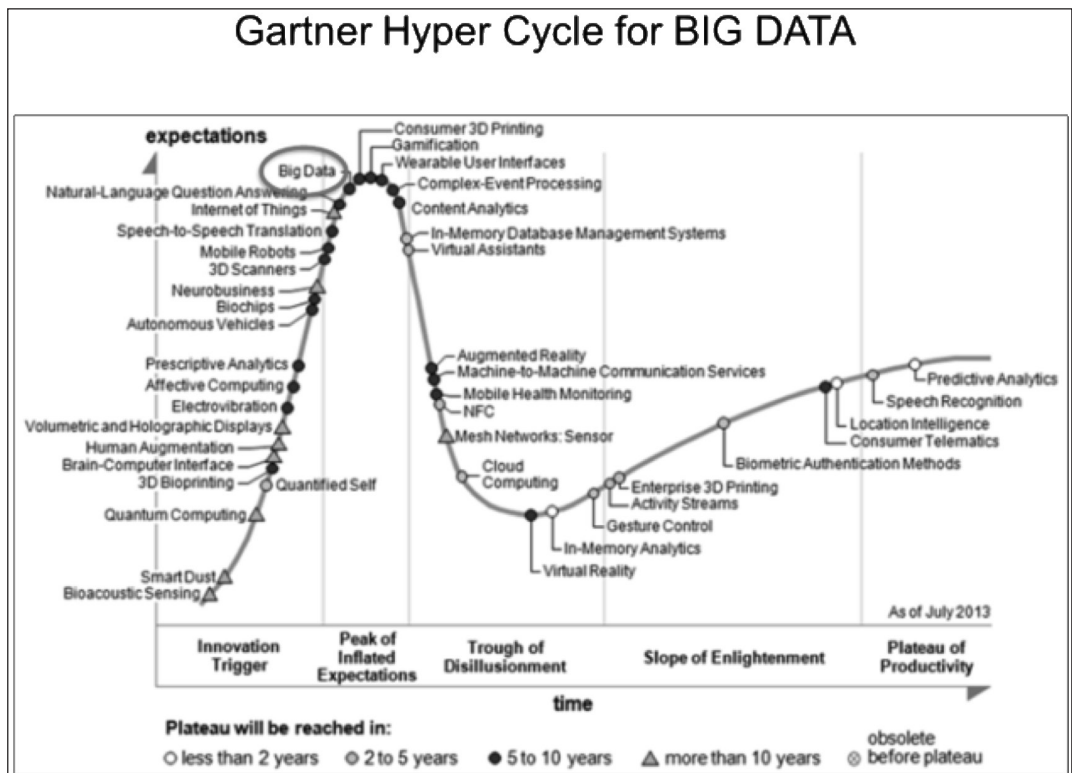 Gartner Hyper Cycle for BIG DATA
expectations
Consumer 3D Printing
Gamification
Wearable User Interfaces
Big Data
Complex-Event Processing
Natural-Language Question Answering
Content Analytics
Internet of Things
Speech-to-Speech Translation
In-Memory Database Management Systems
Mobile Robots
Virtual Assistants
3D Scanners
Neurobusiness
Biochips
Autonomous Vehicles
Augmented Reality
Prescriptive Analytics
Machine-to-Machine Communication Services
Affective Computing
Mobile Health Monitoring
Electrovibration
NFC
Volumetric and Holographic Displays
Mesh Networks: Sensor
Human Augmentation
Brain-Computer Interface
3D Bioprinting
Quantified Self
Cloud
Computing
Quantum Computing
Smart Dust
Bioacoustic Sensing
Predictive Analytics
Speech Recognition
Location Intelligence
Consumer Telematics
Biometric Authentication Methods
Enterprise 3D Printing
Activity Streams
Gesture Control
In-Memory Analytics
Virtual Reality
As of July 2013
Innovation
Trigger
Peak of
Inflated
Expectations
Trough of
Disillusionment
Slope of Enlightenment
Plateau of
Productivity
time
Plateau will be reached in:
less than 2 years
2 to 5 years
5 to 10 years
more than 10 years
obsolete
before plateau